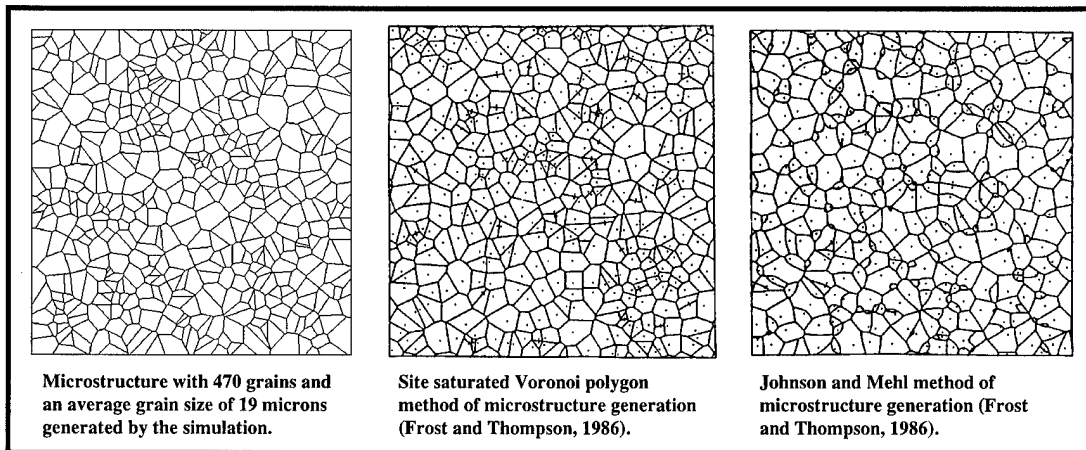 Microstructure with 470 grains and
an average grain size of 19 microns
generated by the simulation.
Site saturated Voronoi polygon
method of microstructure generation
(Frost and Thompson, 1986).
Johnson and Mehl method of
microstructure generation (Frost
and Thompson, 1986).